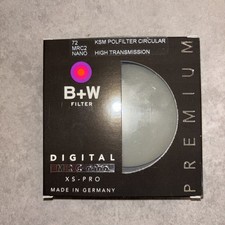 72 KSM POLFILTER CIRCULAR
MRC2
NANO HIGH TRANSMISSION
B+W
FILTER
DIGITAL
XS-PRO
MADE IN GERMANY
PREMIUM